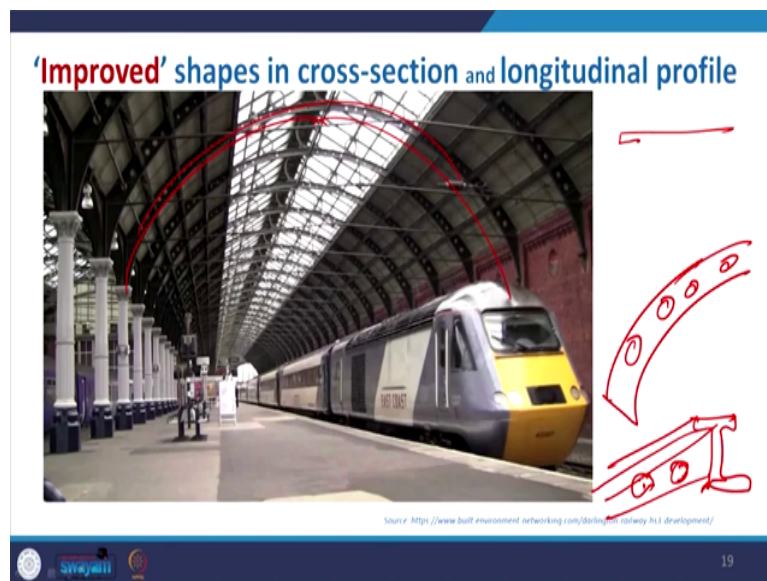 'Improved' shapes in cross-section and longitudinal profile
EAST COAST
Source: https://www.built environment networking.com/darlington railway hs2 development/
swayam
19